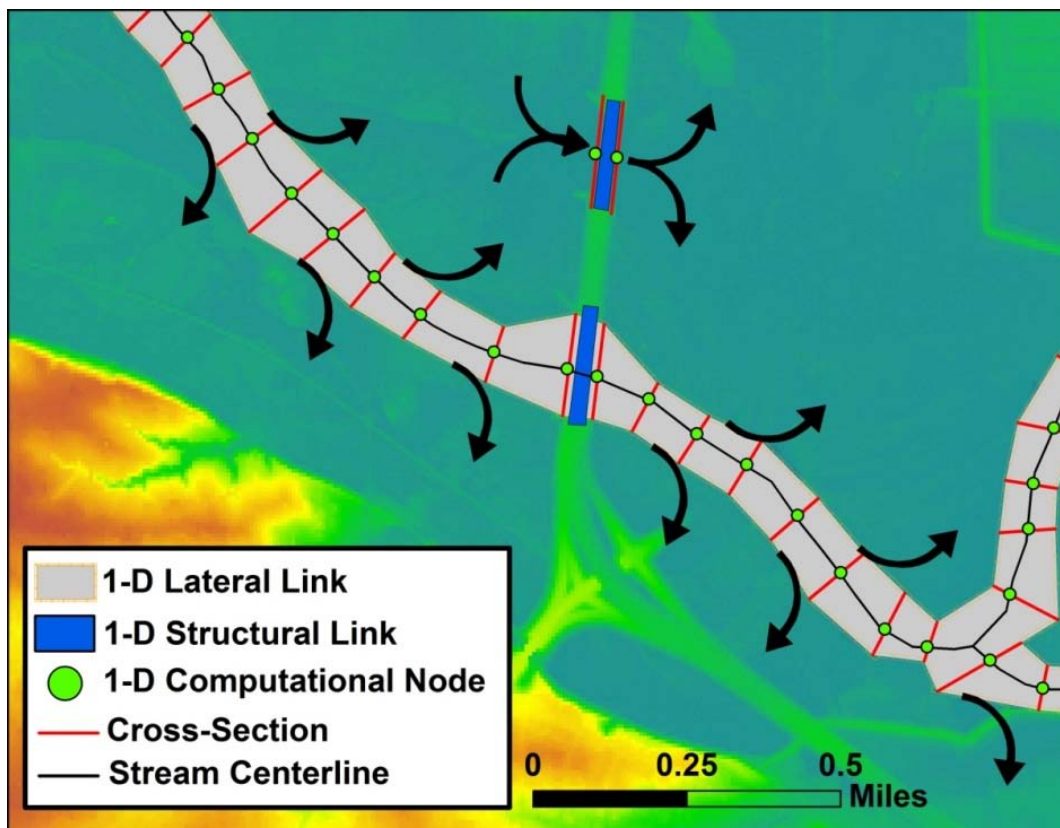 1-D Lateral Link
1-D Structural Link
1-D Computational Node
Cross-Section
Stream Centerline
0 0.25 0.5
Miles